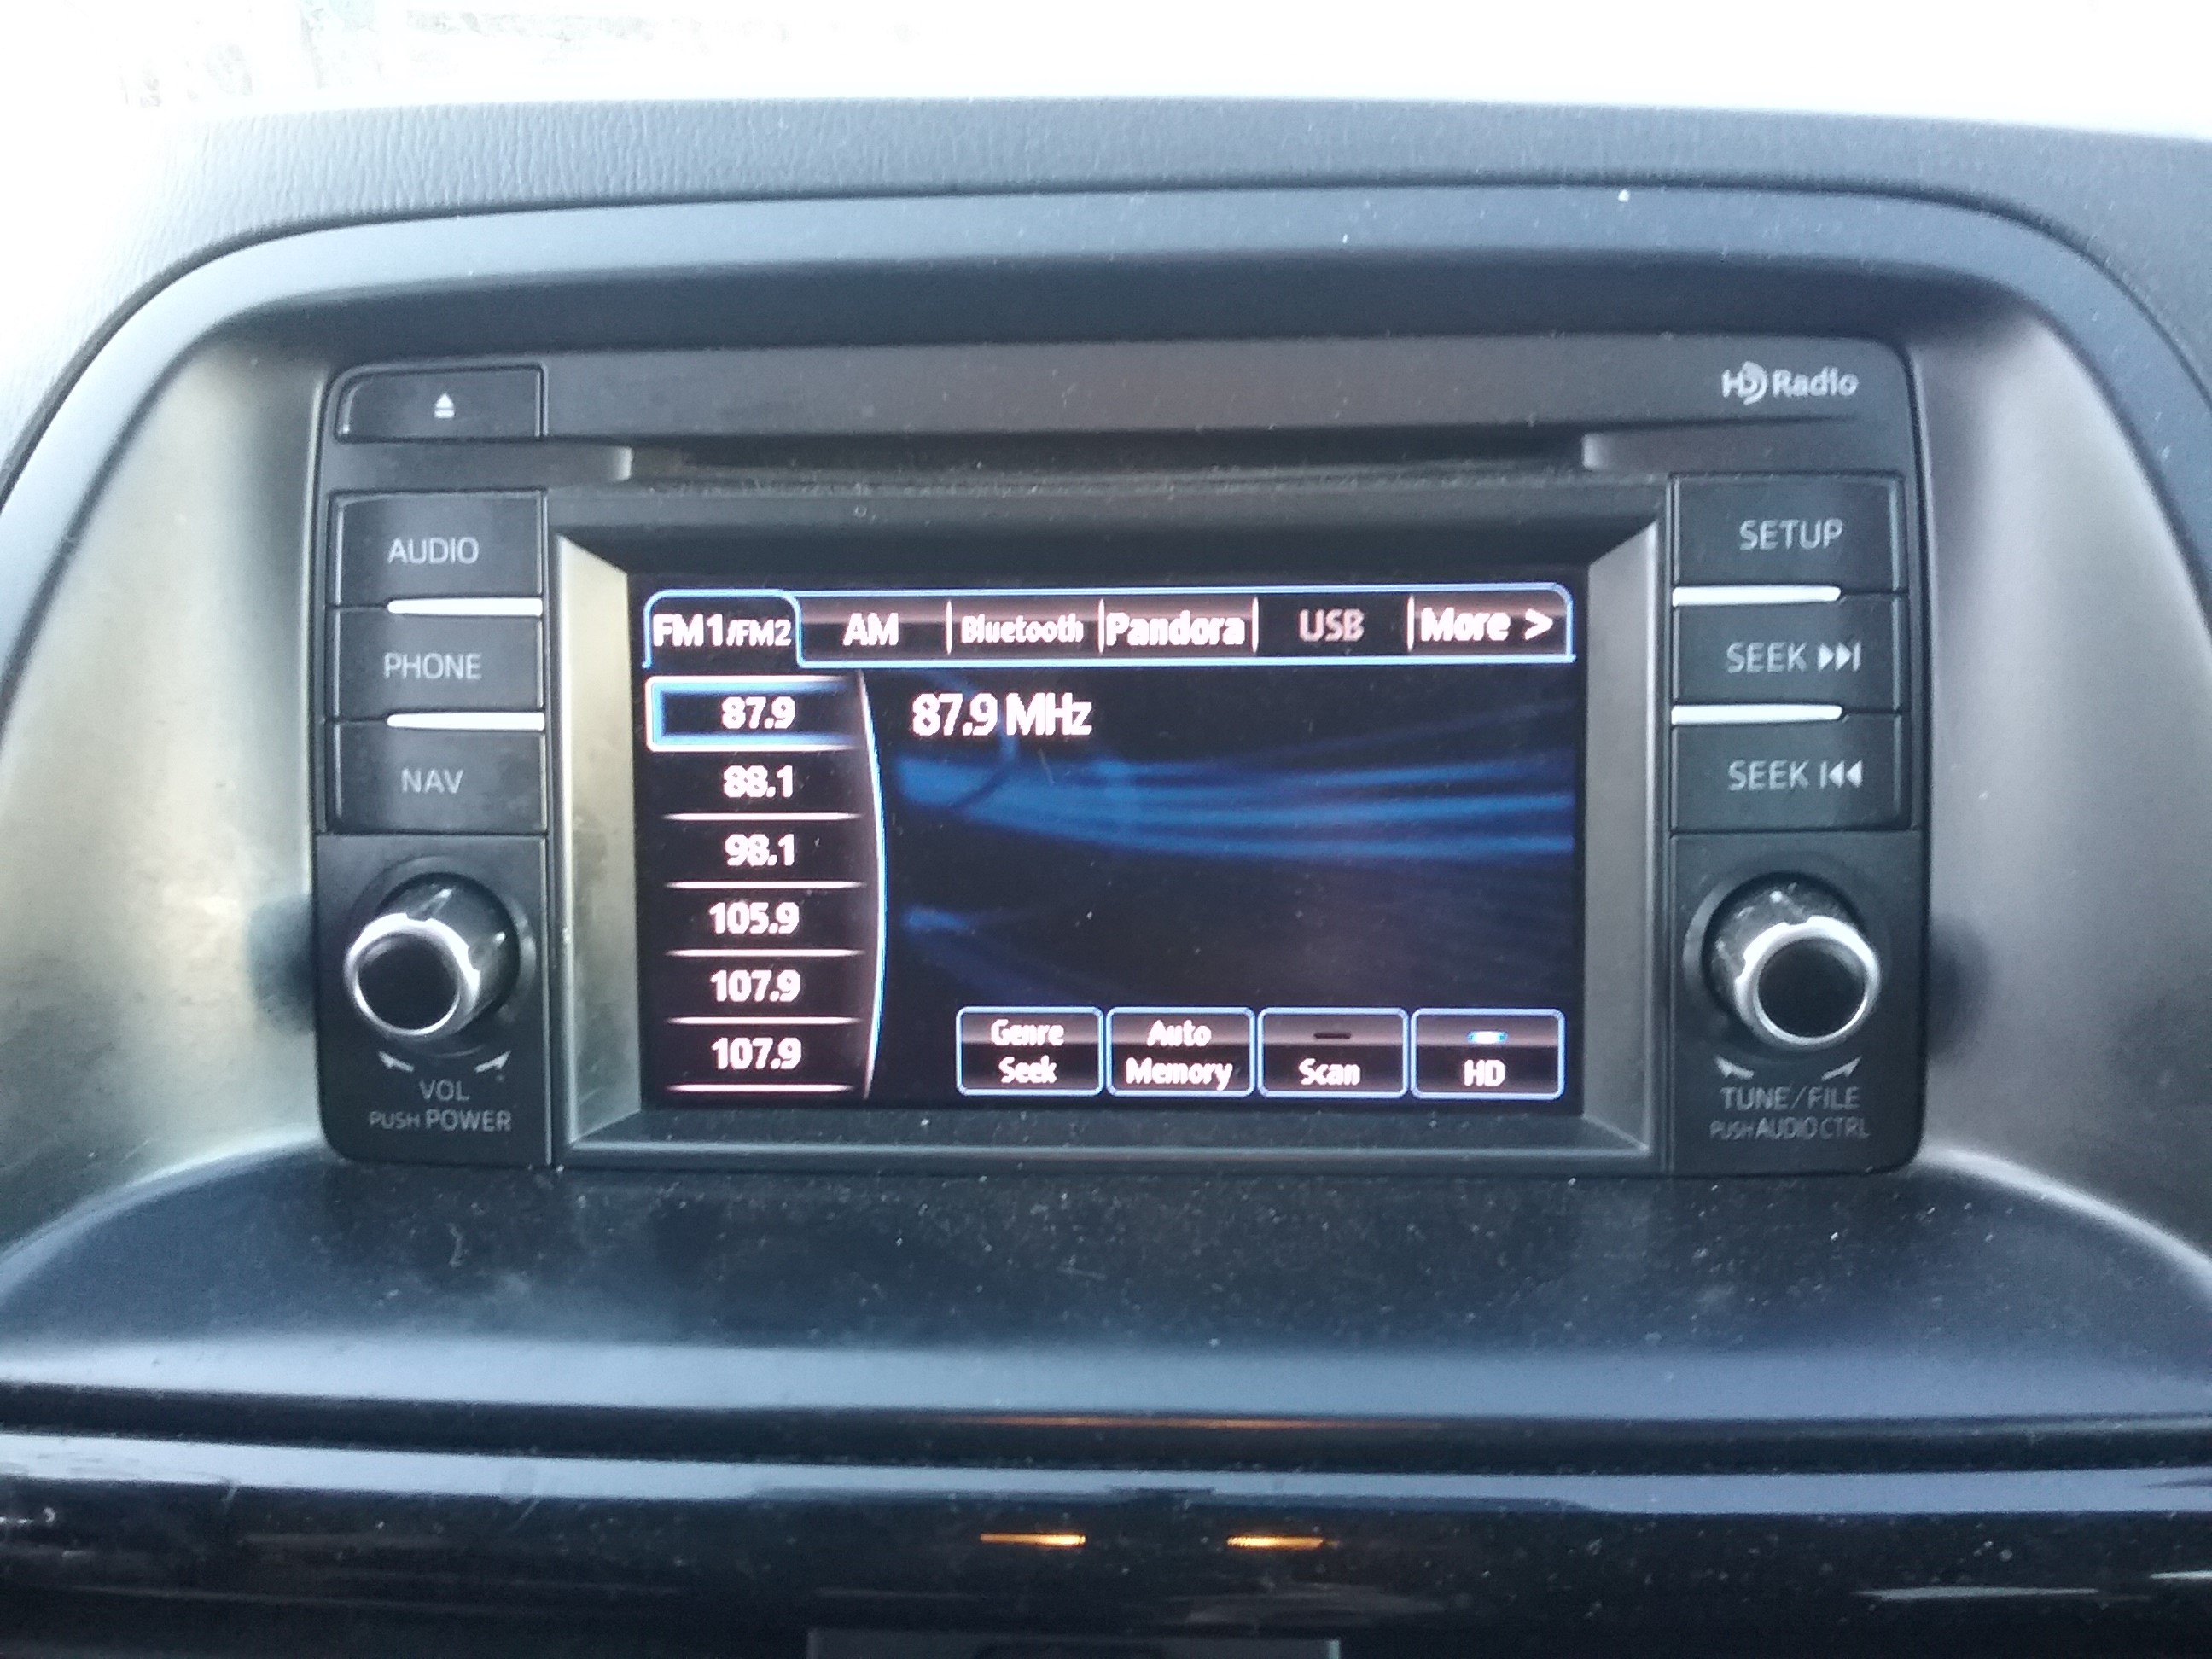 HD Radio
AUDIO
PHONE
NAV
VOL
PUSH POWER
FM1/FM2 AM Bluetooth Pandora USB More >
87.9
88.1
98.1
105.9
107.9
107.9
87.9 MHz
Genre Seek
Auto Memory
Scan
HD
SETUP
SEEK
SEEK
TUNE/FILE
PUSH AUDIO CTRL